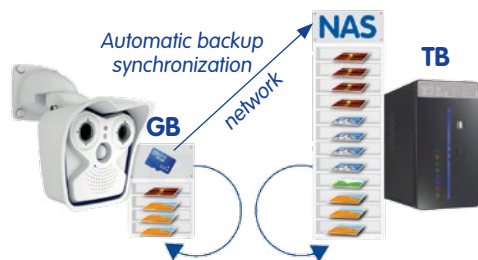 Automatic backup
synchronization
network
NAS
TB
GB